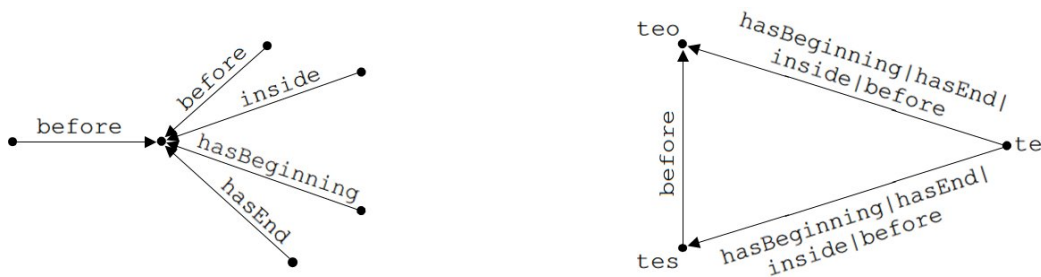 before
before
inside
hasBeginning
hasEnd
teo
hasBeginning|hasEnd|
inside|before
before
te
tes
hasBeginning|hasEnd|
inside|before